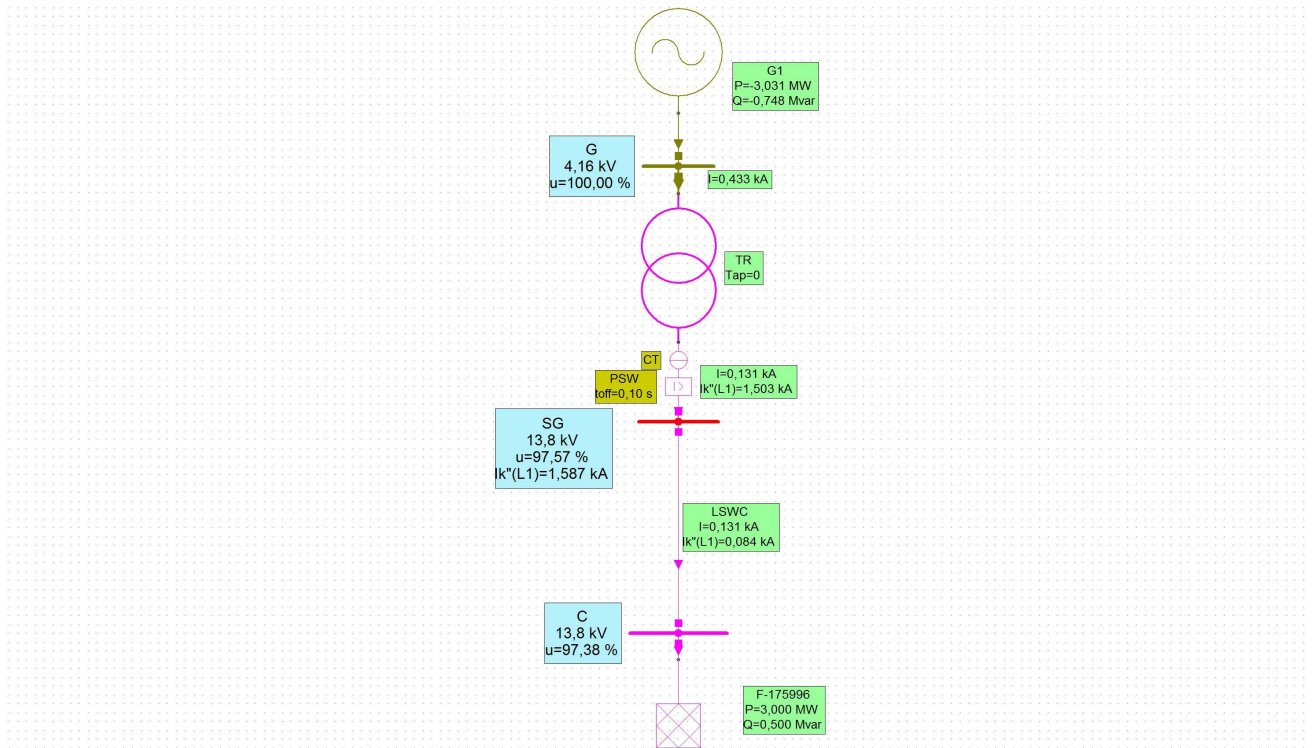 G1
P=-3,031 MW
Q=-0,748 Mvar
G
4,16 kV
u=100,00 %
I=0,433 kA
TR
Tap=0
CT
PSW
toff=0,10 s
I>
I=0,131 kA
Ik"(L1)=1,503 kA
SG
13,8 kV
u=97,57 %
Ik"(L1)=1,587 kA
LSWC
I=0,131 kA
Ik"(L1)=0,084 kA
C
13,8 kV
u=97,38 %
F-175996
P=3,000 MW
Q=0,500 Mvar